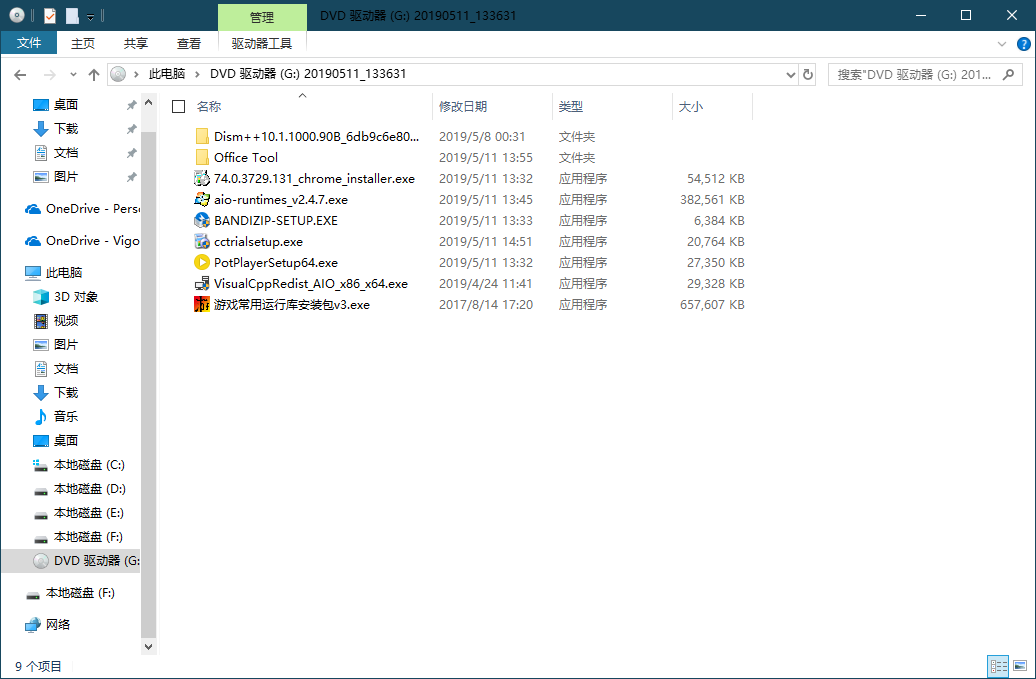 管理
DVD 驱动器 (G:) 20190511_133631
文件 主页 共享 查看 驱动器工具
此电脑 DVD 驱动器 (G:) 20190511_133631
搜索"DVD 驱动器 (G:) 201...
桌面
下载
文档
图片
OneDrive - Pers
OneDrive - Vigo
此电脑
3D 对象
视频
图片
文档
下载
音乐
桌面
本地磁盘 (C:)
本地磁盘 (D:)
本地磁盘 (E:)
本地磁盘 (F:)
DVD 驱动器 (G:
本地磁盘 (F:)
网络
名称 修改日期 类型 大小
Dism++10.1.1000.90B_6db9c6e80... 2019/5/8 00:31 文件夹
Office Tool 2019/5/11 13:55 文件夹
74.0.3729.131_chrome_installer.exe 2019/5/11 13:32 应用程序 54,512 KB
aio-runtimes_v2.4.7.exe 2019/5/11 13:45 应用程序 382,561 KB
BANDIZIP-SETUP.EXE 2019/5/11 13:33 应用程序 6,384 KB
cctrialsetup.exe 2019/5/11 14:51 应用程序 20,764 KB
PotPlayerSetup64.exe 2019/5/11 13:32 应用程序 27,350 KB
VisualCppRedist_AIO_x86_x64.exe 2019/4/24 11:41 应用程序 29,328 KB
游戏常用运行库安装包v3.exe 2017/8/14 17:20 应用程序 657,607 KB
9 个项目